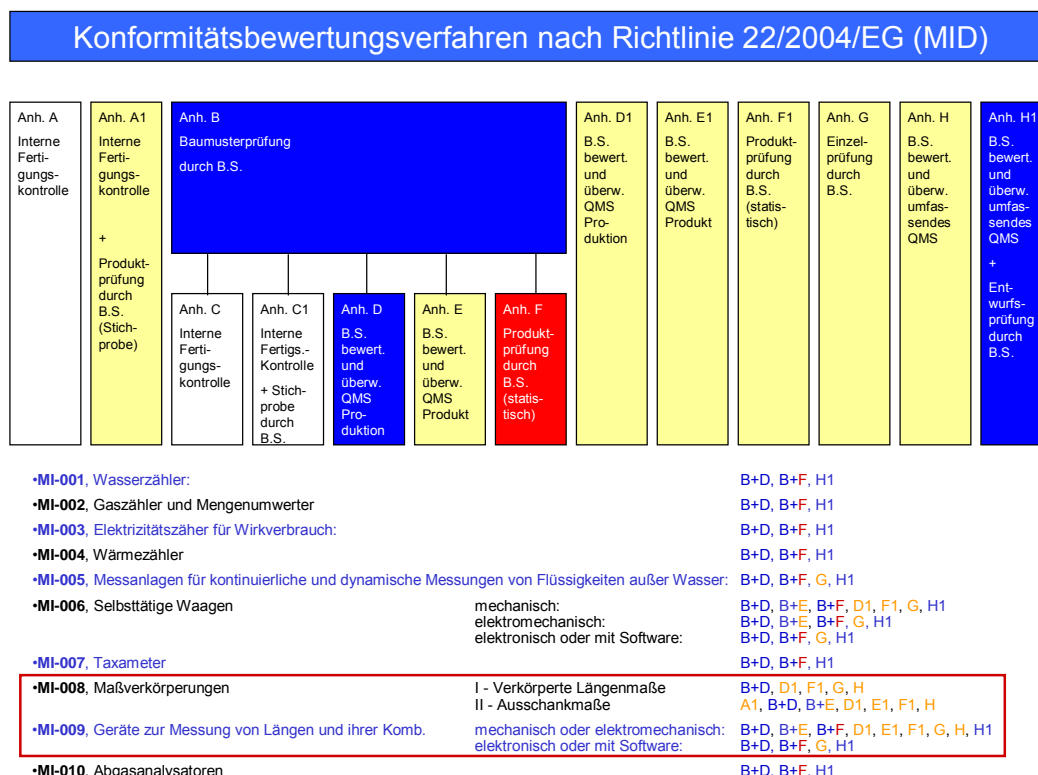 Konformitätsbewertungsverfahren nach Richtlinie 22/2004/EG (MID)
Anh. A
Interne
Ferti-
gungs-
kontrolle
Anh. A1
Interne
Ferti-
gungs-
kontrolle
+
Produkt-
prüfung
durch
B.S.
(Stich-
probe)
Anh. B
Baumusterprüfung
durch B.S.
Anh. C
Interne
Ferti-
gungs-
kontrolle
Anh. C1
Interne
Fertigs.-
Kontrolle
+ Stich-
probe
durch
B.S.
Anh. D
B.S.
bewert.
und
überw.
QMS
Pro-
duktion
Anh. E
B.S.
bewert.
und
überw.
QMS
Produkt
Anh. F
Produkt-
prüfung
durch
B.S.
(statis-
tisch)
Anh. D1
B.S.
bewert.
und
überw.
QMS
Pro-
duktion
Anh. E1
B.S.
bewert.
und
überw.
QMS
Produkt
Anh. F1
Produkt-
prüfung
durch
B.S.
(statis-
tisch)
Anh. G
Einzel-
prüfung
durch
B.S.
Anh. H
B.S.
bewert.
und
überw.
umfas-
sendes
QMS
Anh. H1
B.S.
bewert.
und
überw.
umfas-
sendes
QMS
+
Ent-
wurfs-
prüfung
durch
B.S.
•MI-001, Wasserzähler: B+D, B+F, H1
•MI-002, Gaszähler und Mengenumwerter B+D, B+F, H1
•MI-003, Elektrizitätszäher für Wirkverbrauch: B+D, B+F, H1
•MI-004, Wärmezähler B+D, B+F, H1
•MI-005, Messanlagen für kontinuierliche und dynamische Messungen von Flüssigkeiten außer Wasser: B+D, B+F, G, H1
•MI-006, Selbsttätige Waagen mechanisch: B+D, B+E, B+F, D1, F1, G, H1
elektromechanisch: B+D, B+E, B+F, G, H1
elektronisch oder mit Software: B+D, B+F, G, H1
•MI-007, Taxameter B+D, B+F, H1
•MI-008, Maßverkörperungen I - Verkörperte Längenmaße B+D, D1, F1, G, H
II - Ausschankmaße A1, B+D, B+E, D1, E1, F1, H
•MI-009, Geräte zur Messung von Längen und ihrer Komb. mechanisch oder elektromechanisch: B+D, B+E, B+F, D1, E1, F1, G, H, H1
elektronisch oder mit Software: B+D, B+F, G, H1
•MI-010, Abgasanalysatoren B+D, B+F, H1